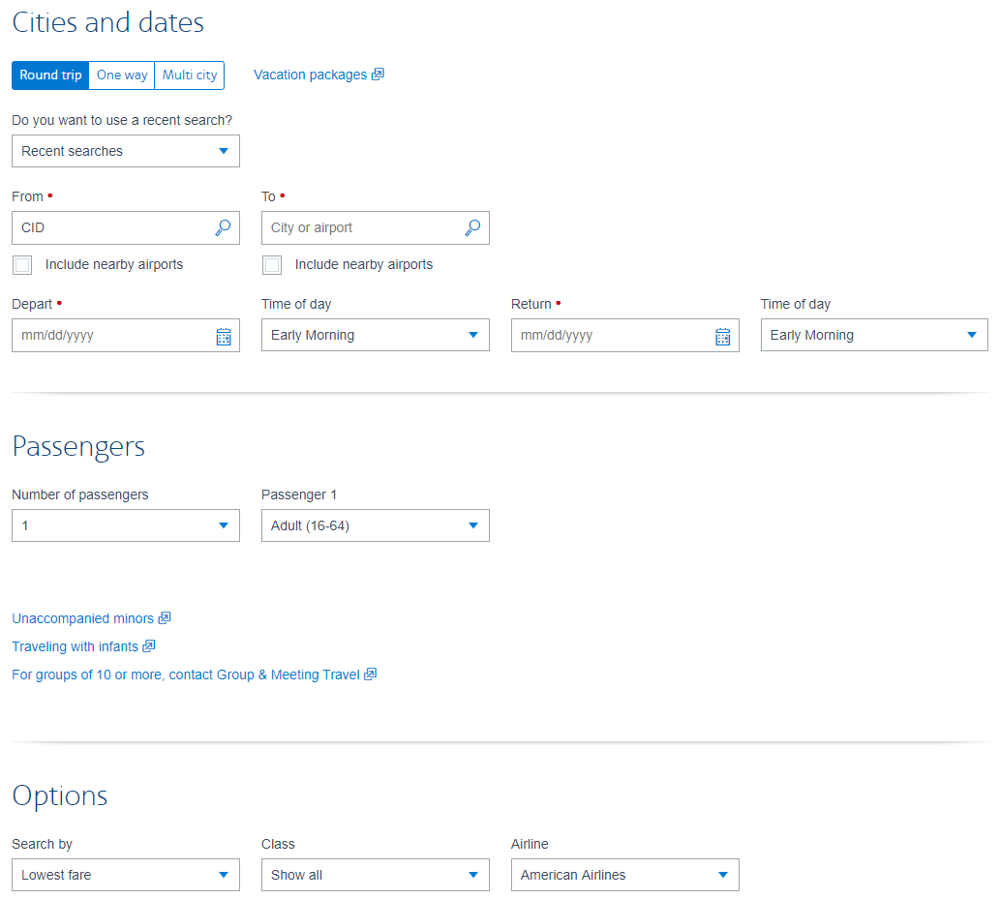 Cities and dates
Round trip One way Multi city Vacation packages
Do you want to use a recent search?
Recent searches
From • To •
CID City or airport
Include nearby airports Include nearby airports
Depart • Time of day Return • Time of day
mm/dd/yyyy Early Morning mm/dd/yyyy Early Morning
Passengers
Number of passengers Passenger 1
1 Adult (16-64)
Unaccompanied minors
Traveling with infants
For groups of 10 or more, contact Group & Meeting Travel
Options
Search by Class Airline
Lowest fare Show all American Airlines